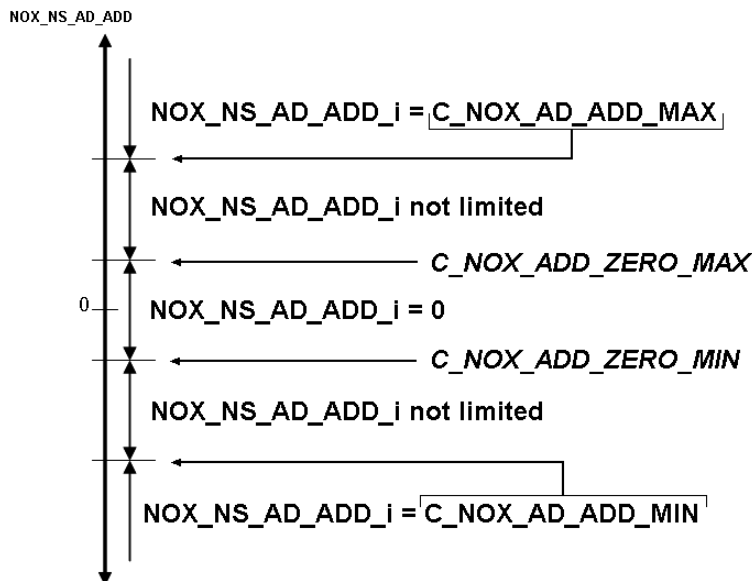 NOX_NS_AD_ADD
NOX_NS_AD_ADD_i = C_NOX_AD_ADD_MAX
NOX_NS_AD_ADD_i not limited
C_NOX_ADD_ZERO_MAX
0
NOX_NS_AD_ADD_i = 0
C_NOX_ADD_ZERO_MIN
NOX_NS_AD_ADD_i not limited
NOX_NS_AD_ADD_i = C_NOX_AD_ADD_MIN